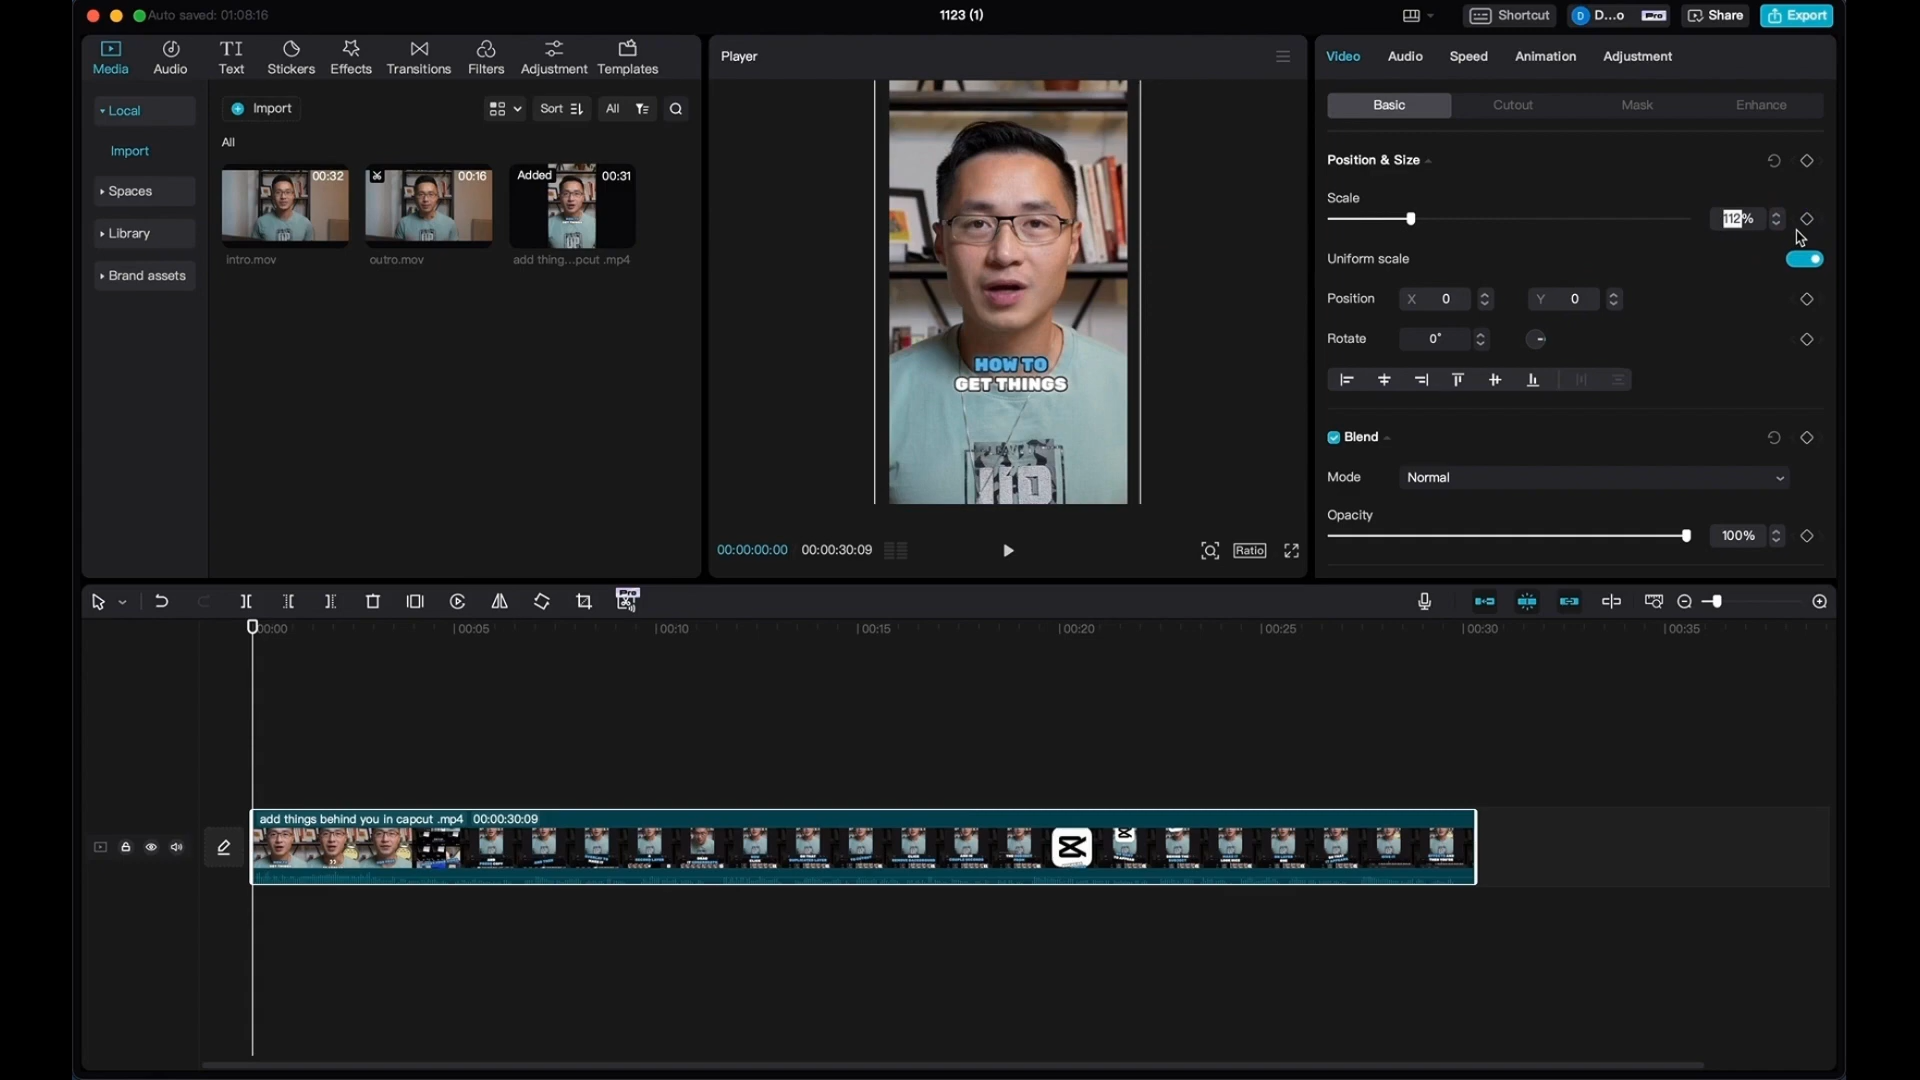 Auto saved: 01:08:16
1123 (1)
Shortcut
D...o
Pro
Share
Export
Media
Audio
Text
Stickers
Effects
Transitions
Filters
Adjustment
Templates
Local
Import
Spaces
Library
Brand assets
Import
Sort
All
All
00:32
intro.mov
00:16
outro.mov
Added
00:31
add thing...pcut .mp4
Player
HOW TO
GET THINGS
00:00:00:00
00:00:30:09
Ratio
Video
Audio
Speed
Animation
Adjustment
Basic
Cutout
Mask
Enhance
Position & Size
Scale
112%
Uniform scale
Position
X 0
Y 0
Rotate
0°
Blend
Mode
Normal
Opacity
100%
Pro
00:00
00:05
00:10
00:15
00:20
00:25
00:30
00:35
add things behind you in capcut .mp4 00:00:30:09